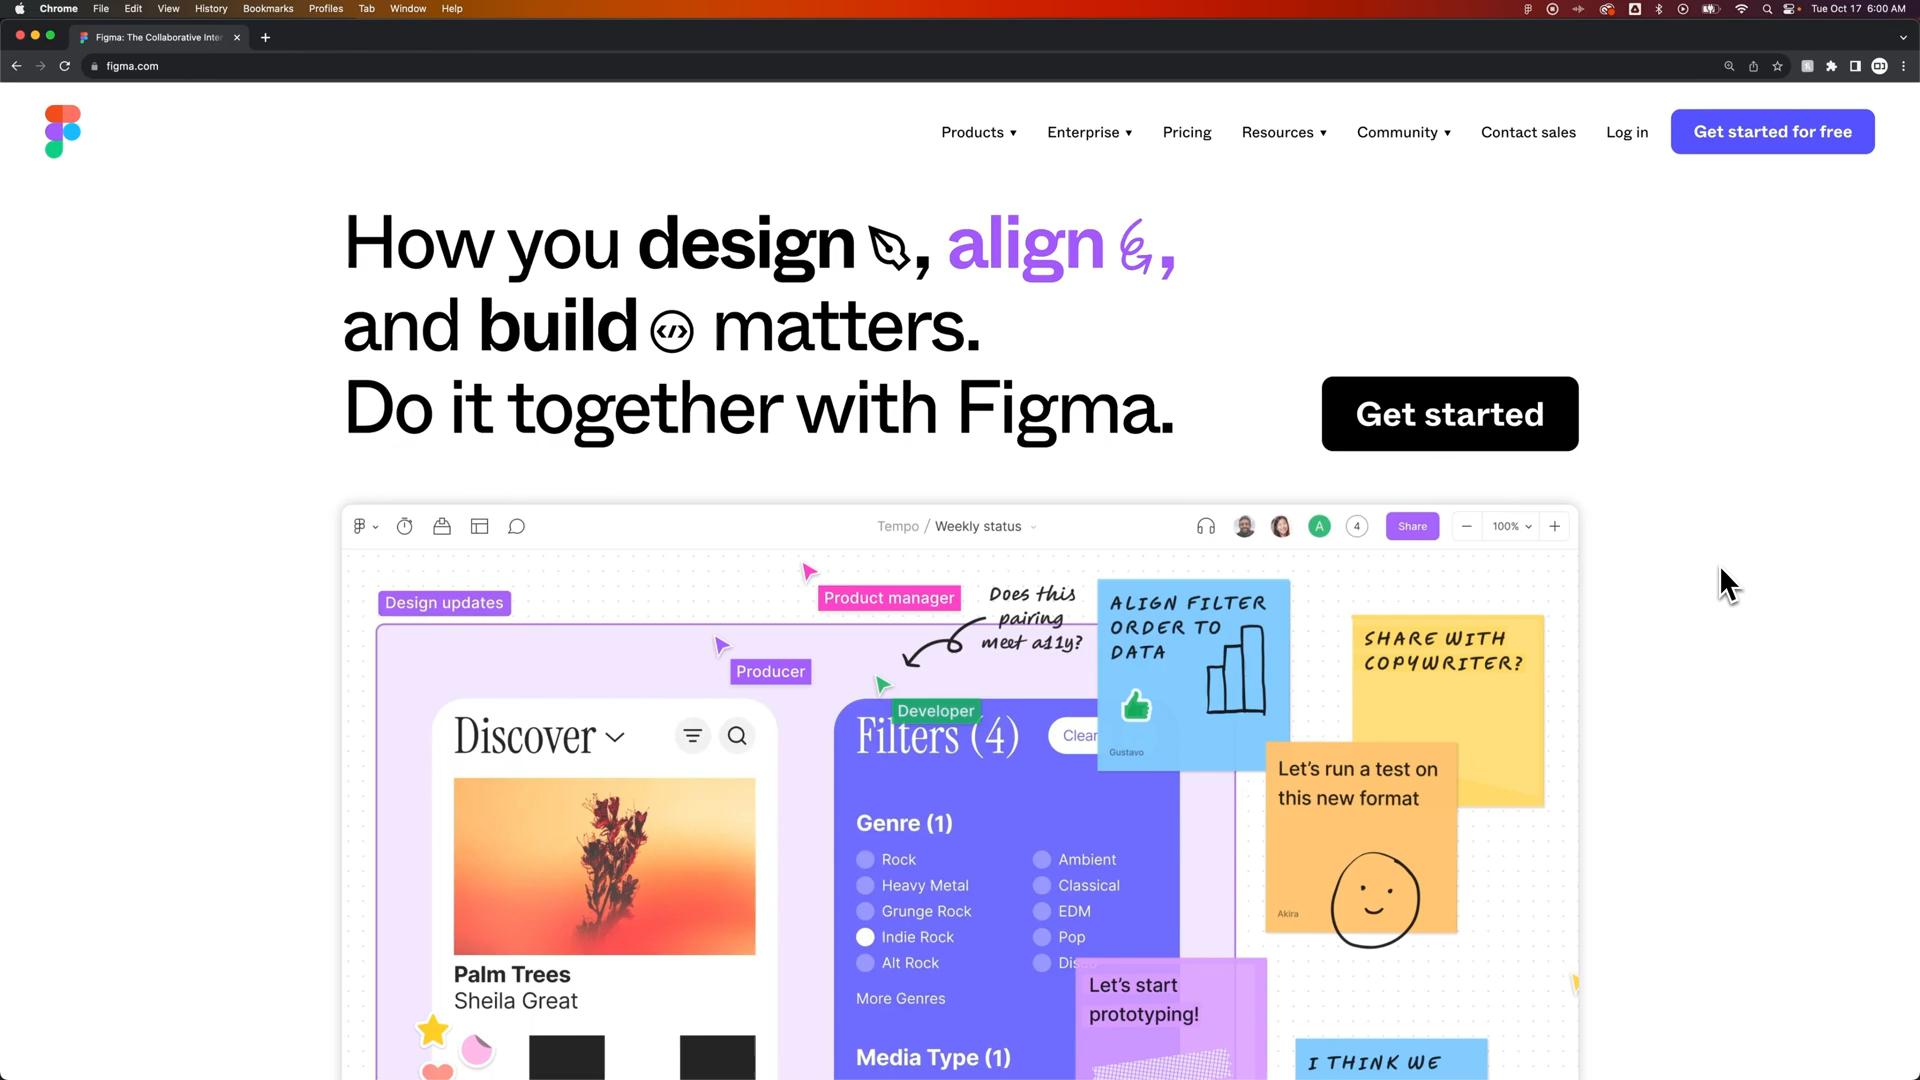 Chrome File Edit View History Bookmarks Profiles Tab Window Help
Tue Oct 17 6:00 AM
Figma: The Collaborative Inter
figma.com
Products Enterprise Pricing Resources Community Contact sales Log in Get started for free
How you design, align,
and build </> matters.
Do it together with Figma.
Get started
Tempo / Weekly status
A 4 Share 100%
Design updates
Product manager
Producer
Developer
Does this
pairing
meet a11y?
ALIGN FILTER
ORDER TO
DATA
Gustavo
SHARE WITH
COPYWRITER?
Let's run a test on
this new format
Akira
Discover
Palm Trees
Sheila Great
Filters (4)
Clear
Genre (1)
Rock
Heavy Metal
Grunge Rock
Indie Rock
Alt Rock
More Genres
Ambient
Classical
EDM
Pop
Media Type (1)
Let's start
prototyping!
I THINK WE